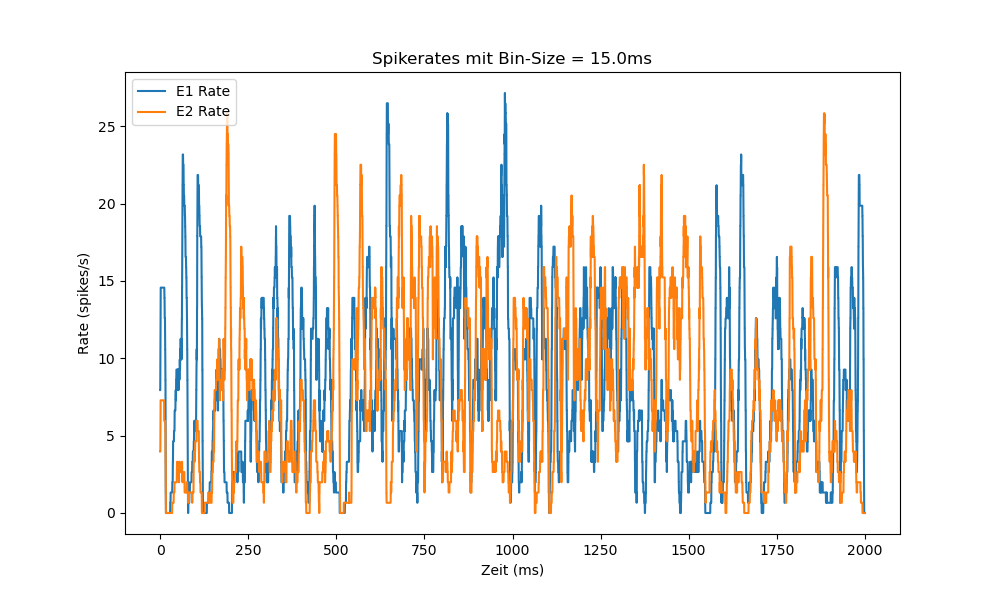 Spikerates mit Bin-Size = 15.0ms
E1 Rate
E2 Rate
Rate (spikes/s)
25
20
15
10
5
0
0 250 500 750 1000 1250 1500 1750 2000
Zeit (ms)